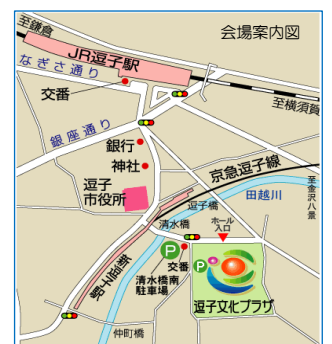 会場案内図
至鎌倉
JR逗子駅
なぎさ通り
交番
至横須賀
銀座通り
銀行
神社
京急逗子線
至金沢八景
逗子
市役所
逗子橋
田越川
清水橋
ホール
入口
P
交番
P
新逗子駅
清水橋南
駐車場
逗子文化プラザ
仲町橋